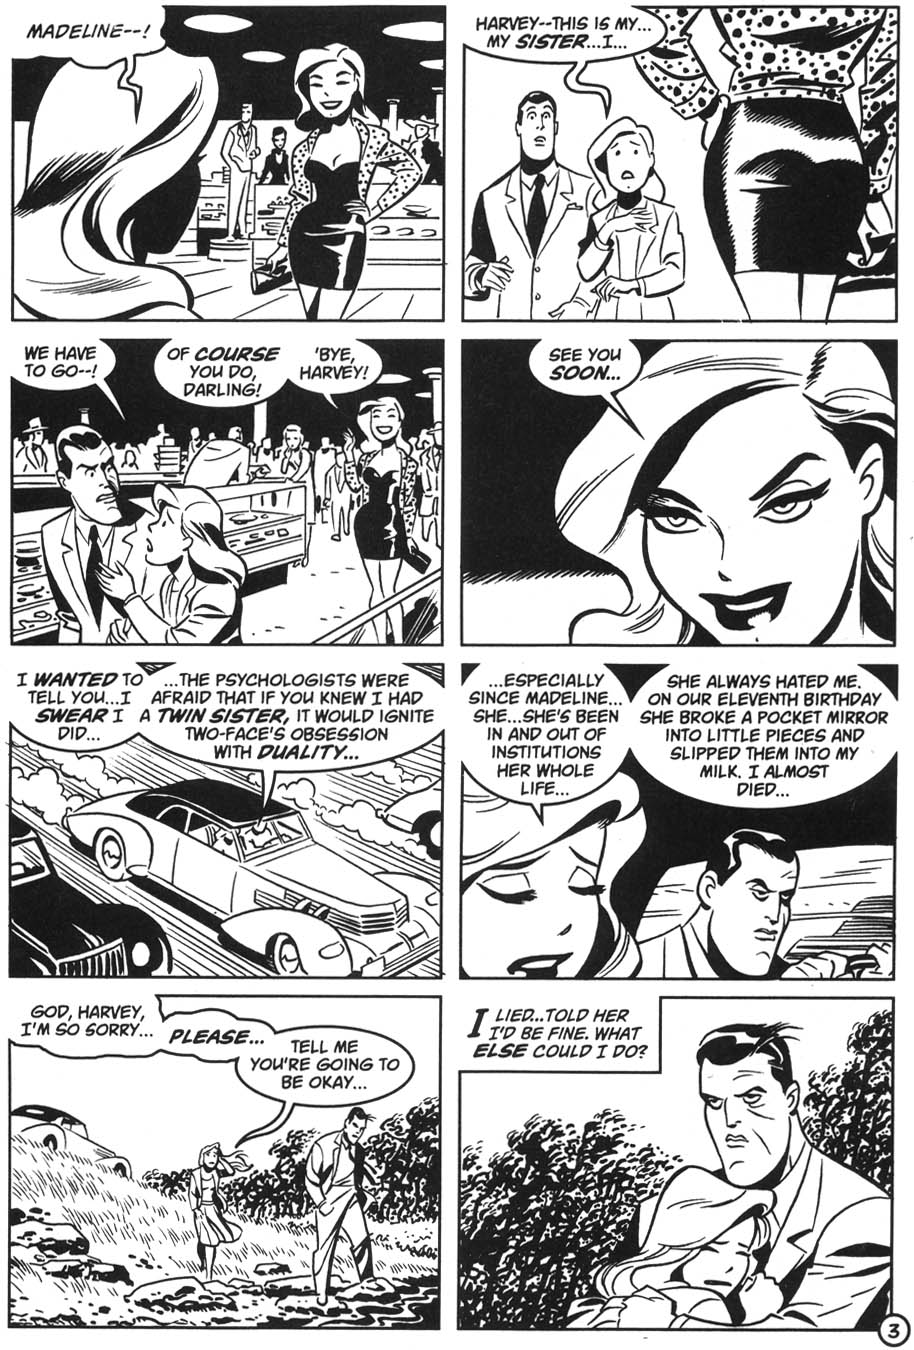 MADELINE--!
HARVEY--THIS IS MY...
MY SISTER...I...
WE HAVE
TO GO--!
OF COURSE
YOU DO,
DARLING!
'BYE,
HARVEY!
SEE YOU
SOON...
I WANTED TO
TELL YOU...I
SWEAR I
DID...
...THE PSYCHOLOGISTS WERE
AFRAID THAT IF YOU KNEW I HAD
A TWIN SISTER, IT WOULD IGNITE
TWO-FACE'S OBSESSION
WITH DUALITY...
...ESPECIALLY
SINCE MADELINE...
SHE...SHE'S BEEN
IN AND OUT OF
INSTITUTIONS
HER WHOLE
LIFE...
SHE ALWAYS HATED ME.
ON OUR ELEVENTH BIRTHDAY
SHE BROKE A POCKET MIRROR
INTO LITTLE PIECES AND
SLIPPED THEM INTO MY
MILK. I ALMOST
DIED...
GOD, HARVEY,
I'M SO SORRY...
PLEASE...
TELL ME
YOU'RE GOING TO
BE OKAY...
I LIED...TOLD HER
I'D BE FINE. WHAT
ELSE COULD I DO?
3